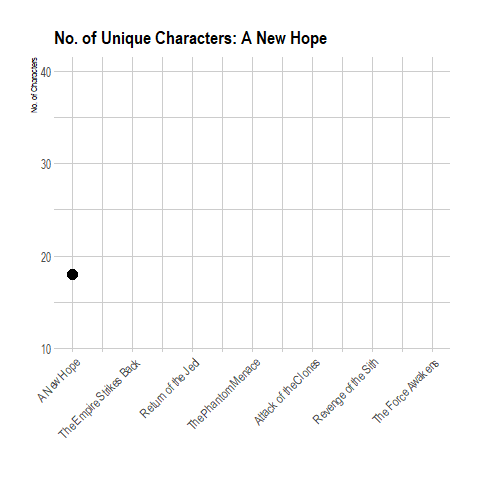 No. of Unique Characters: A New Hope
No. of Characters
40
30
20
10
A New Hope
The Empire Strikes Back
Return of the Jedi
The Phantom Menace
Attack of the Clones
Revenge of the Sith
The Force Awakens